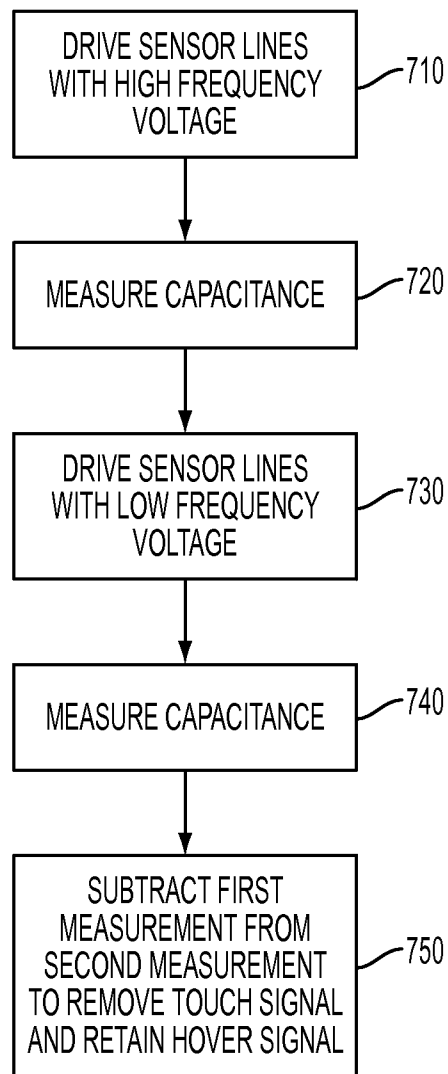 DRIVE SENSOR LINES
WITH HIGH FREQUENCY
VOLTAGE
710
MEASURE CAPACITANCE
720
DRIVE SENSOR LINES
WITH LOW FREQUENCY
VOLTAGE
730
MEASURE CAPACITANCE
740
SUBTRACT FIRST
MEASUREMENT FROM
SECOND MEASUREMENT
TO REMOVE TOUCH SIGNAL
AND RETAIN HOVER SIGNAL
750